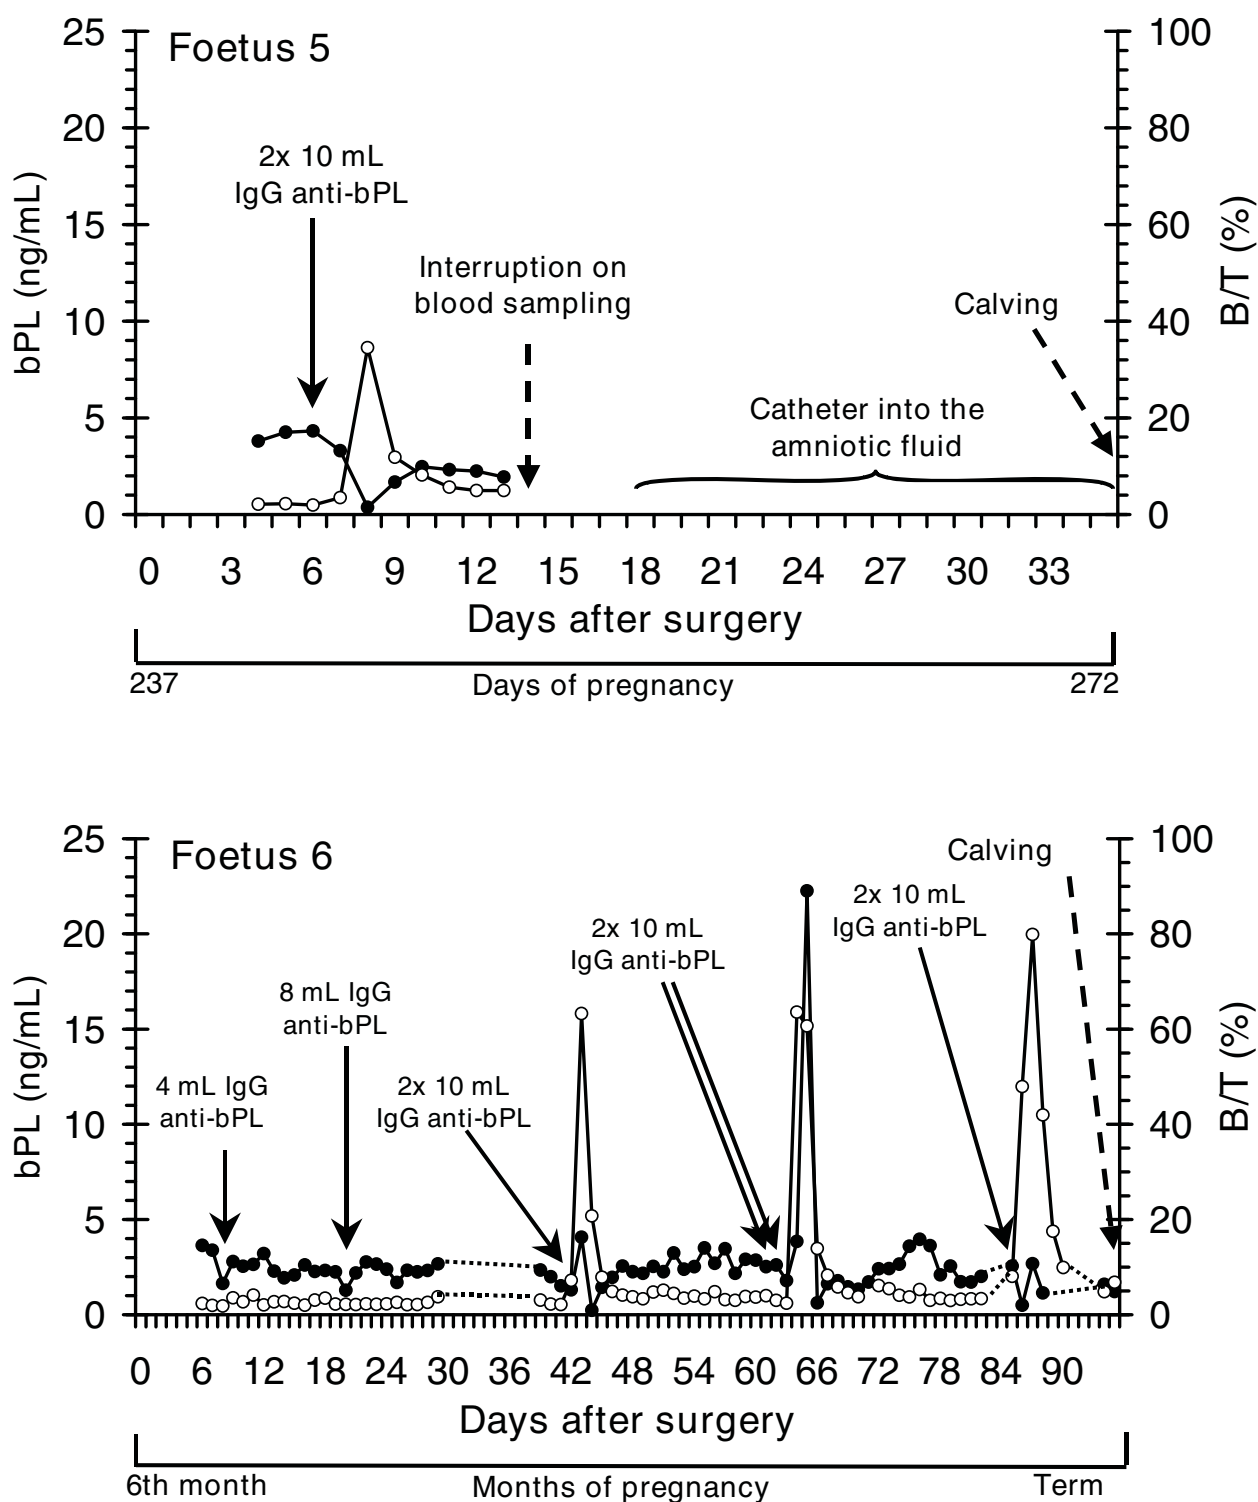 Foetus 5
25
20
15
10
5
0
bPL (ng/mL)
100
80
60
40
20
0
B/T (%)
2x 10 mL
IgG anti-bPL
Interruption on
blood sampling
Calving
Catheter into the
amniotic fluid
0 3 6 9 12 15 18 21 24 27 30 33
Days after surgery
237 Days of pregnancy 272
Foetus 6
25
20
15
10
5
0
bPL (ng/mL)
100
80
60
40
20
0
B/T (%)
Calving
2x 10 mL
IgG anti-bPL
2x 10 mL
IgG anti-bPL
8 mL IgG
anti-bPL
4 mL IgG
anti-bPL
2x 10 mL
IgG anti-bPL
0 6 12 18 24 30 36 42 48 54 60 66 72 78 84 90
Days after surgery
6th month Months of pregnancy Term